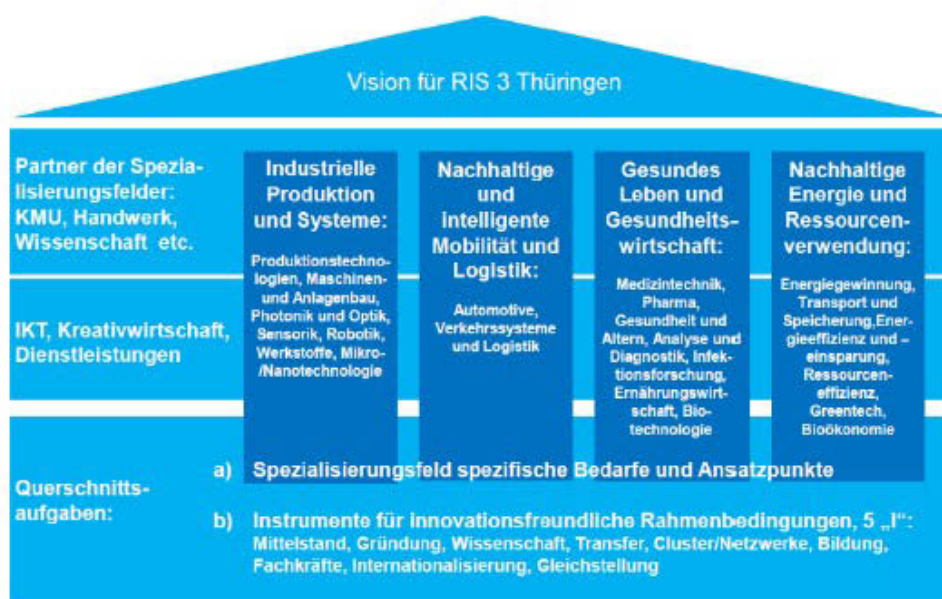 Vision für RIS 3 Thüringen
Partner der Spezia-
lisierungsfelder:
KMU, Handwerk,
Wissenschaft etc.
Industrielle
Produktion
und Systeme:
Produktionstechno-
logien, Maschinen-
und Anlagenbau,
Photonik und Optik,
Sensorik, Robotik,
Werkstoffe, Mikro-
/Nanotechnologie
Nachhaltige
und
intelligente
Mobilität und
Logistik:
Automotive,
Verkehrssysteme
und Logistik
Gesundes
Leben und
Gesundheits-
wirtschaft:
Medizintechnik,
Pharma,
Gesundheit und
Altern, Analyse und
Diagnostik, Infek-
tionsforschung,
Ernährungswirt-
schaft, Bio-
technologie
Nachhaltige
Energie und
Ressourcen-
verwendung:
Energiegewinnung,
Transport und
Speicherung,Ener-
gieeffizienz und –
einsparung,
Ressourcen-
effizienz,
Greentech,
Bioökonomie
IKT, Kreativwirtschaft,
Dienstleistungen
Querschnitts-
aufgaben:
a) Spezialisierungsfeld spezifische Bedarfe und Ansatzpunkte
b) Instrumente für innovationsfreundliche Rahmenbedingungen, 5 „I“:
Mittelstand, Gründung, Wissenschaft, Transfer, Cluster/Netzwerke, Bildung,
Fachkräfte, Internationalisierung, Gleichstellung